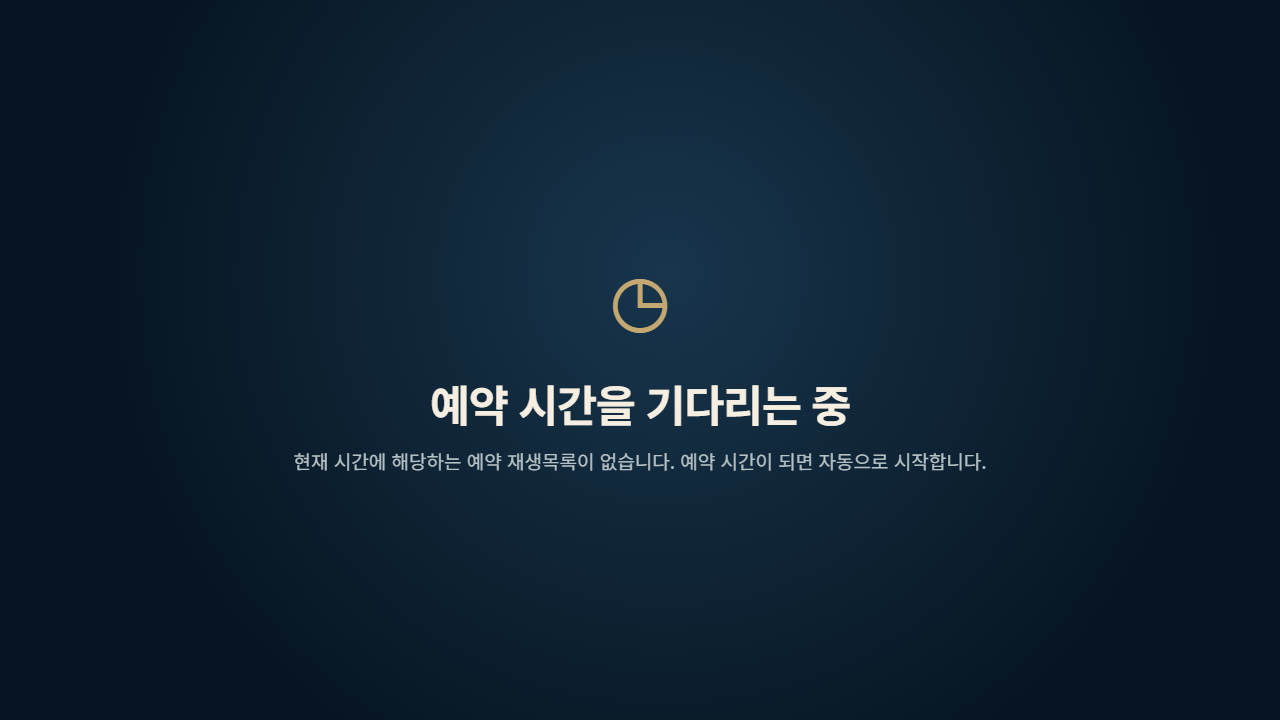 예약 시간을 기다리는 중
현재 시간에 해당하는 예약 재생목록이 없습니다. 예약 시간이 되면 자동으로 시작합니다.